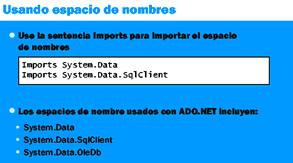 Usando espacio de nombres
Use la sentencia Imports para Importar el espacio
de nombres
Imports System.Data
Imports System.Data.SqlClient
Los espacios de nombre usados con ADO.NET incluyen:
System.Data
System.Data.SqlClient
System.Data.OleDb